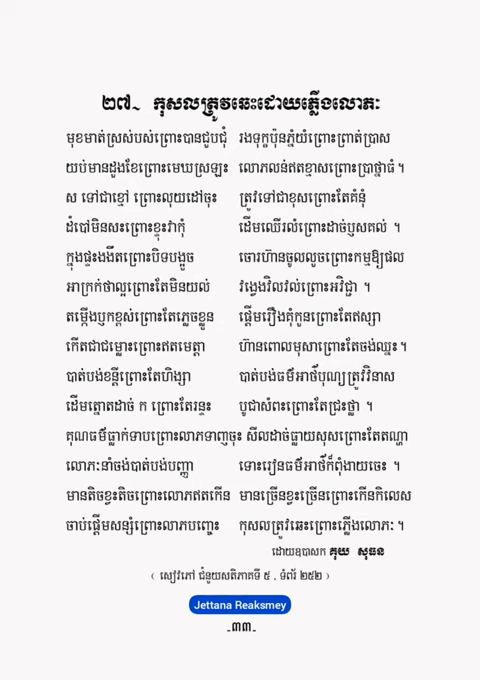 ២៧~ កុសលត្រូវឆេះដោយភ្លើងលោភៈ
មុខមាត់ស្រស់បស់ព្រោះបានជួបជុំ រងទុក្ខប៉ុនភ្នំយំព្រោះព្រាត់ប្រាស
យប់មានដួងខែព្រោះមេឃស្រឡះ លោភលន់ឥតខ្មាសព្រោះប្រាថ្នាធំ ។
ស ទៅជាខ្មៅ ព្រោះលុយដៅចុះ ត្រូវទៅជាខុសព្រោះតែគំនុំ
ដំបៅមិនសះព្រោះខ្ទុះវាកុំ ដើមឈើរលំព្រោះដាច់ឫសគល់ ។
ក្នុងផ្ទះងងឹតព្រោះបិទបង្អួច ចោរហ៊ានចូលលួចព្រោះកម្មឱ្យផល
អាក្រក់ថាល្អព្រោះតែមិនយល់ វង្វេងវិលវល់ព្រោះអវិជ្ជា ។
តម្កើងឫកខ្ពស់ព្រោះតែភ្លេចខ្លួន ផ្ដើមរឿងគុំកួនព្រោះតែឥស្សា
កើតជាជម្លោះព្រោះឥតមេត្តា ហ៊ានពោលមុសាព្រោះតែចង់ឈ្នះ ។
បាត់បង់ខន្តីព្រោះតែហិង្សា បាត់បង់ធម៌អាថ៌បុណ្យត្រូវវិនាស
ដើមត្នោតដាច់ ក ព្រោះតែរន្ទះ បូជាសំពះព្រោះតែជ្រះថ្លា ។
គុណធម៌ធ្លាក់ទាបព្រោះលាភទាញចុះ សីលដាច់ធ្លាយសុសព្រោះតែតណ្ហា
លោភៈនាំចង់បាត់បង់បញ្ញា ទោះរៀនធម៌អាថ៌ក៏ពុំងាយចេះ ។
មានតិចខ្វះតិចព្រោះលោភឥតកើន មានច្រើនខ្វះច្រើនព្រោះកើនកិលេស
ចាប់ផ្ដើមសន្សំព្រោះលាភបញ្ឆេះ កុសលត្រូវឆេះព្រោះភ្លើងលោភៈ ។
ដោយឧបាសក គុយ សុធន
( សៀវភៅ ជំនួយសតិភាគទី ៥ , ទំព័រ ២៥២ )
Jettana Reaksmey
-៣៣-